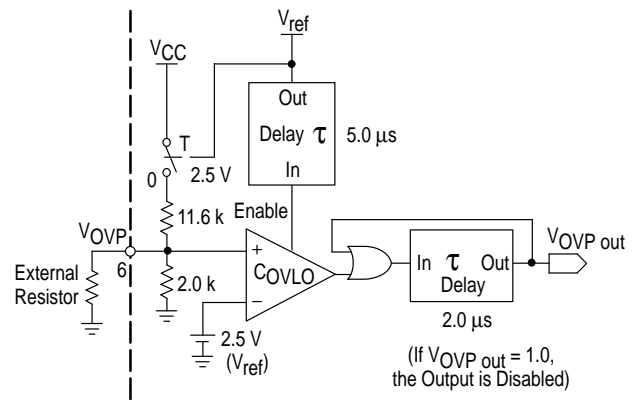 Vref
VCC
Out
Delay τ
5.0 µs
In
T
0
2.5 V
11.6 k
Enable
VOVP
6
External
Resistor
2.0 k
+
COVLO
–
2.5 V
(Vref)
In τ Out
Delay
2.0 µs
VOVP out
(If VOVP out = 1.0,
the Output is Disabled)